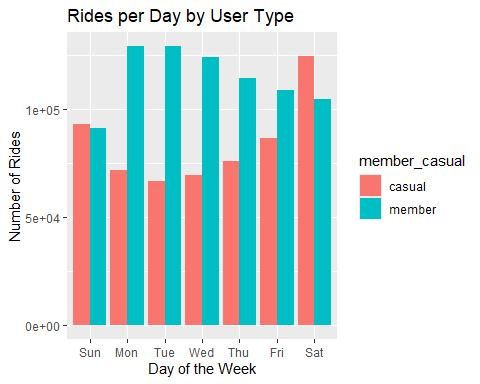 Rides per Day by User Type
Number of Rides
1e+05
5e+04
0e+00
Sun Mon Tue Wed Thu Fri Sat
Day of the Week
member_casual
casual
member